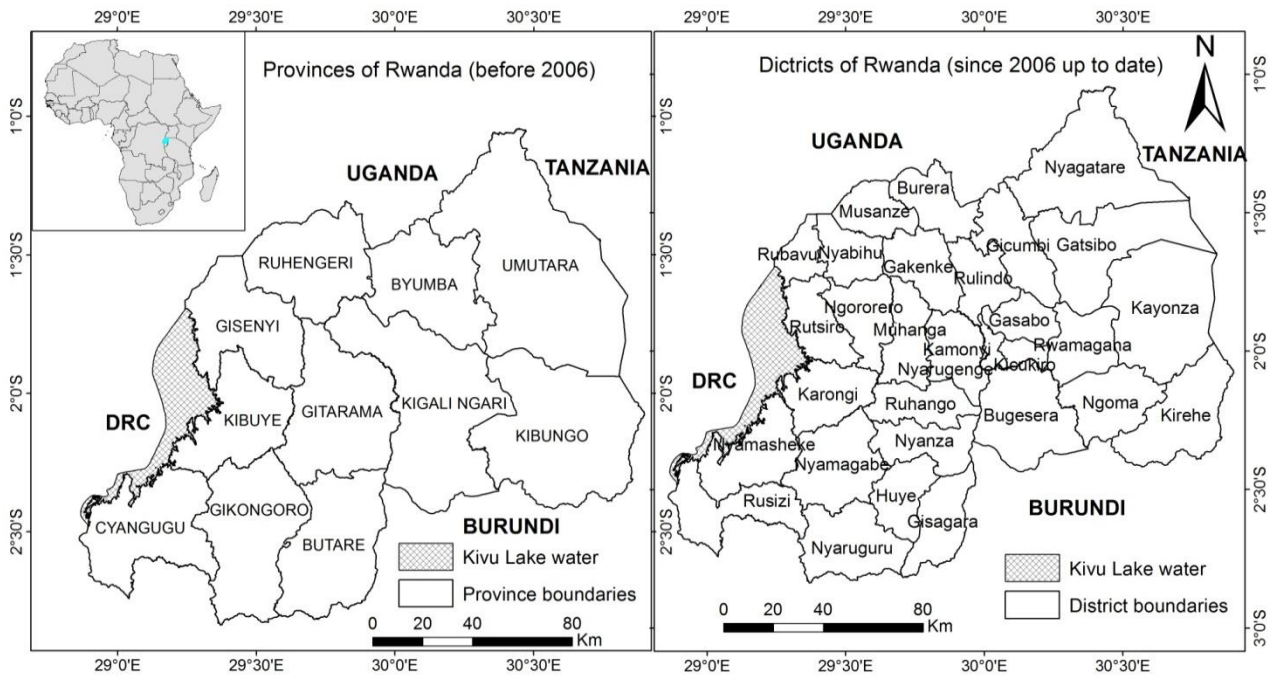 29°0'E 29°5'E 30°0'E 30°30'E
Provinces of Rwanda (before 2006)
1°0'S
1°30'S
2°0'S
2°30'S
UGANDA
TANZANIA
RUHENGERI
BYUMBA
UMUTARA
GISENYI
DRC
KIBUYE
GITARAMA
KIGALI NGARI
KIBUNGO
CYANGUGU
GIKONGORO
BUTARE
BURUNDI
Kivu Lake water
Province boundaries
0 20 40 80
Km
29°0'E 29°30'E 30°0'E 30°30'E
29°0'E 29°5'E 30°0'E 30°30'E
Dictricts of Rwanda (since 2006 up to date)
N
1°0'S
1°30'S
2°0'S
2°30'S
3°0'S
UGANDA
TANZANIA
Nyagatare
Burera
Musanze
Gicumbi
Gatsibo
Rubavu
Nyabihu
Gakenke
Rulindo
Kayonza
Ngororero
Rutsiro
Muhanga
Gasabo
Kamonyi
Rwamagana
Nyarugenge
Kicukiro
DRC
Karongi
Ruhango
Bugesera
Ngoma
Kirehe
Nyamasheke
Nyanza
Nyamagabe
Rusizi
Huye
Gisagara
Nyaruguru
BURUNDI
Kivu Lake water
District boundaries
0 20 40 80
Km
29°0'E 29°30'E 30°0'E 30°30'E